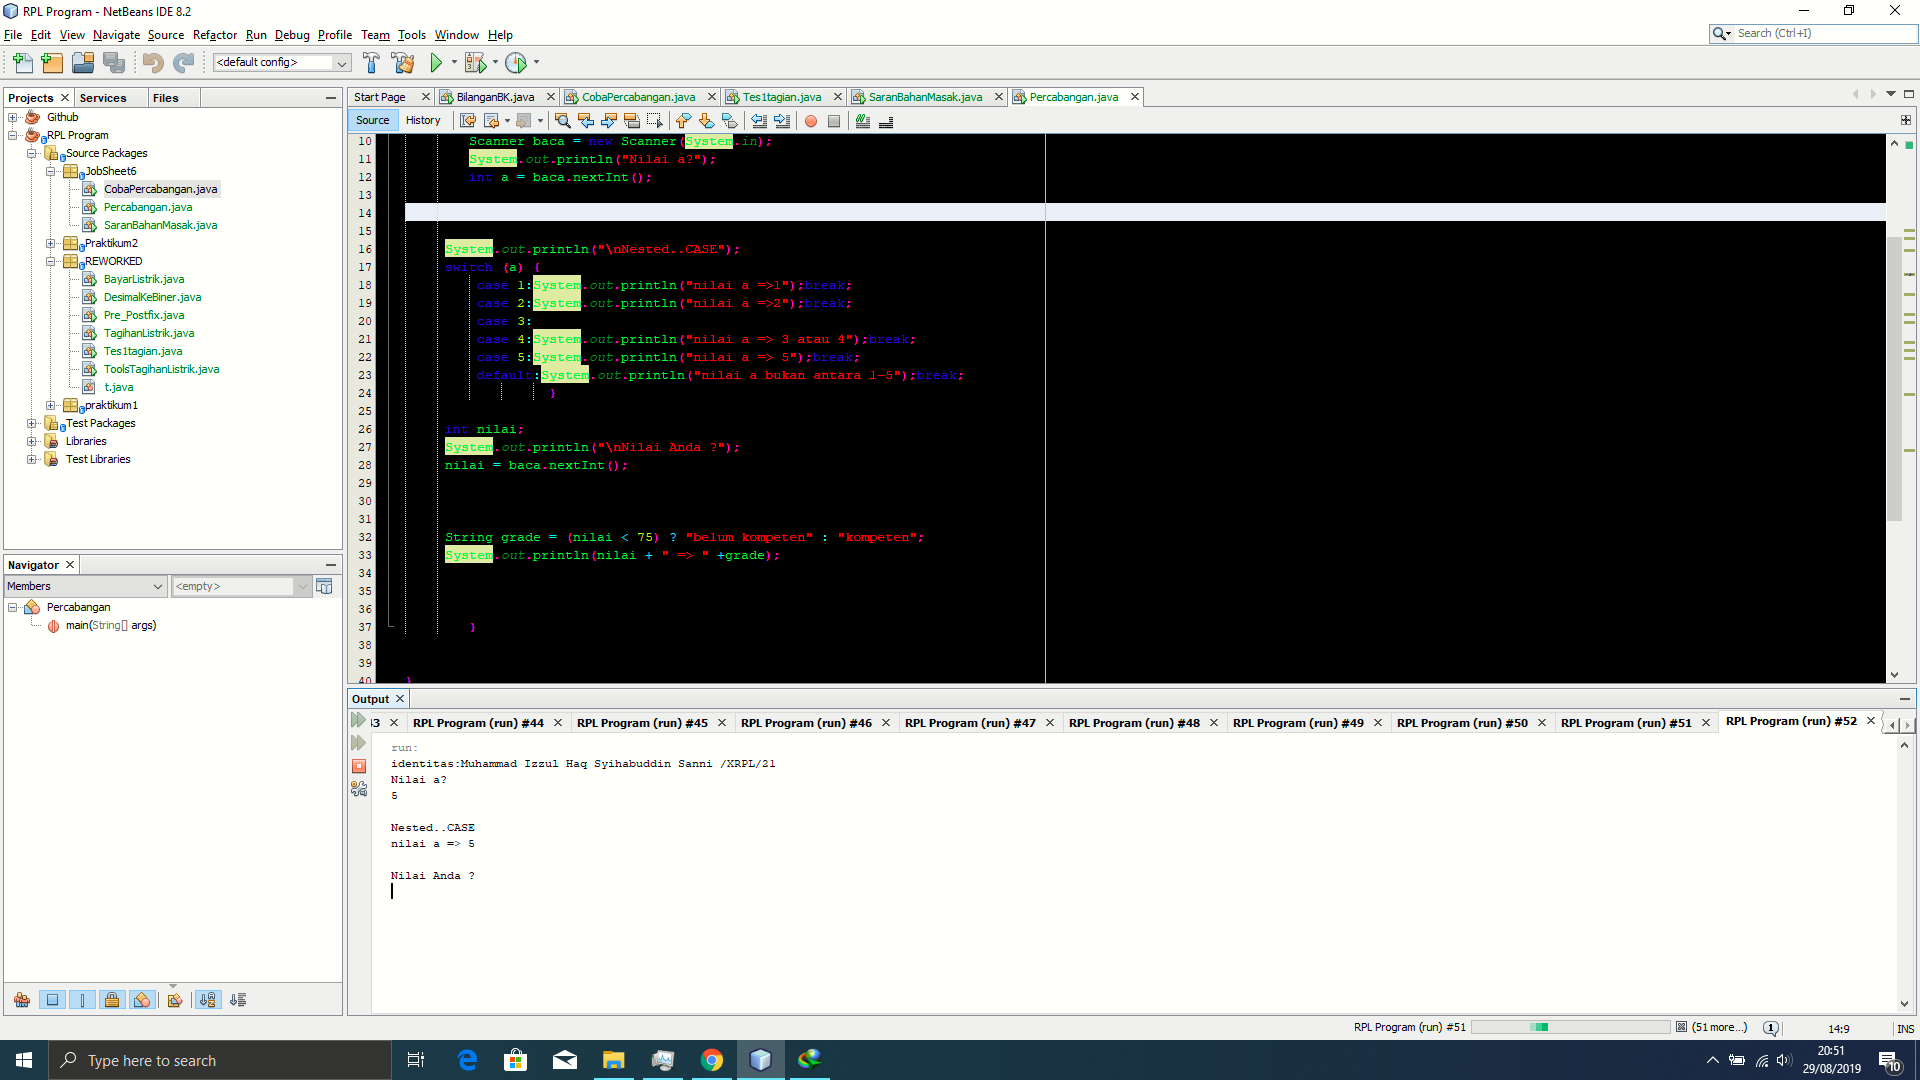 RPL Program - NetBeans IDE 8.2
File Edit View Navigate Source Refactor Run Debug Profile Team Tools Window Help
Search (Ctrl+I)
<default config>
Projects Services Files
Github
RPL Program
Source Packages
JobSheet6
CobaPercabangan.java
Percabangan.java
SaranBahanMasak.java
Praktikum2
REWORKED
BayarListrik.java
DesimalKeBiner.java
Pre_Postfix.java
TagihanListrik.java
Tes1tagian.java
ToolsTagihanListrik.java
t.java
praktikum1
Test Packages
Libraries
Test Libraries
Navigator
Members <empty>
Percabangan
main(String[] args)
Start Page BilanganBK.java CobaPercabangan.java Tes1tagian.java SaranBahanMasak.java Percabangan.java
Source History
10 Scanner baca = new Scanner(System.in);
11 System.out.println("Nilai a?");
12 int a = baca.nextInt();
13
14
15
16 System.out.println("\nNested..CASE");
17 switch (a) {
18 case 1:System.out.println("nilai a =>1");break;
19 case 2:System.out.println("nilai a =>2");break;
20 case 3:
21 case 4:System.out.println("nilai a => 3 atau 4");break;
22 case 5:System.out.println("nilai a => 5");break;
23 default:System.out.println("nilai a bukan antara 1-5");break;
24 }
25
26 int nilai;
27 System.out.println("\nNilai Anda ?");
28 nilai = baca.nextInt();
29
30
31
32 String grade = (nilai < 75) ? "belum kompeten" : "kompeten";
33 System.out.println(nilai + " => " +grade);
34
35
36
37 }
38
39
40 }
Output
43 RPL Program (run) #44 RPL Program (run) #45 RPL Program (run) #46 RPL Program (run) #47 RPL Program (run) #48 RPL Program (run) #49 RPL Program (run) #50 RPL Program (run) #51 RPL Program (run) #52
run:
identitas:Muhammad Izzul Haq Syihabuddin Sanni /XRPL/21
Nilai a?
5
Nested..CASE
nilai a => 5
Nilai Anda ?
RPL Program (run) #51 (51 more...) 1 14:9 INS
Type here to search
20:51
29/08/2019
10